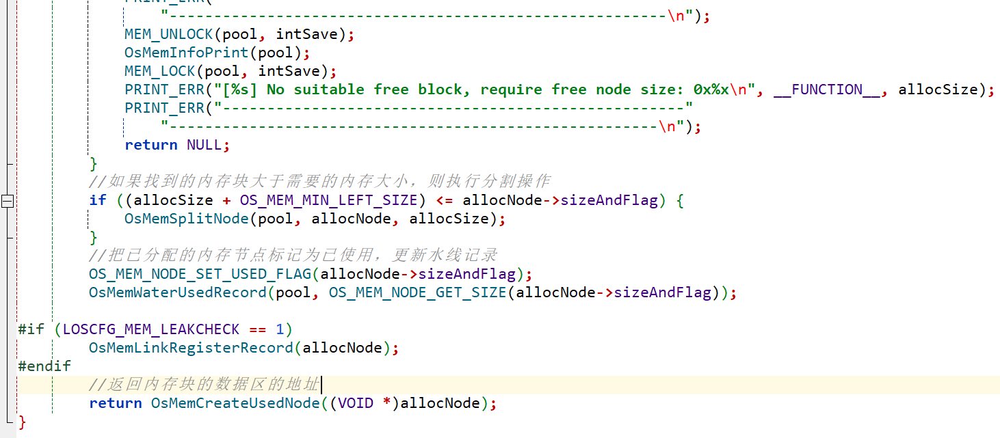 PRINT_ERR(
"--------------------------------------------------------\n");
MEM_UNLOCK(pool, intSave);
OsMemInfoPrint(pool);
MEM_LOCK(pool, intSave);
PRINT_ERR("[%s] No suitable free block, require free node size: 0x%x\n", __FUNCTION__, allocSize);
PRINT_ERR("----------------------------------------------------"
"-------------------------------------------------------\n");
return NULL;
}
//如果找到的内存块大于需要的内存大小，则执行分割操作
if ((allocSize + OS_MEM_MIN_LEFT_SIZE) <= allocNode->sizeAndFlag) {
OsMemSplitNode(pool, allocNode, allocSize);
}
//把已分配的内存节点标记为已使用，更新水线记录
OS_MEM_NODE_SET_USED_FLAG(allocNode->sizeAndFlag);
OsMemWaterUsedRecord(pool, OS_MEM_NODE_GET_SIZE(allocNode->sizeAndFlag));
#if (LOSCFG_MEM_LEAKCHECK == 1)
OsMemLinkRegisterRecord(allocNode);
#endif
//返回内存块的数据区的地址
return OsMemCreateUsedNode((VOID *)allocNode);
}